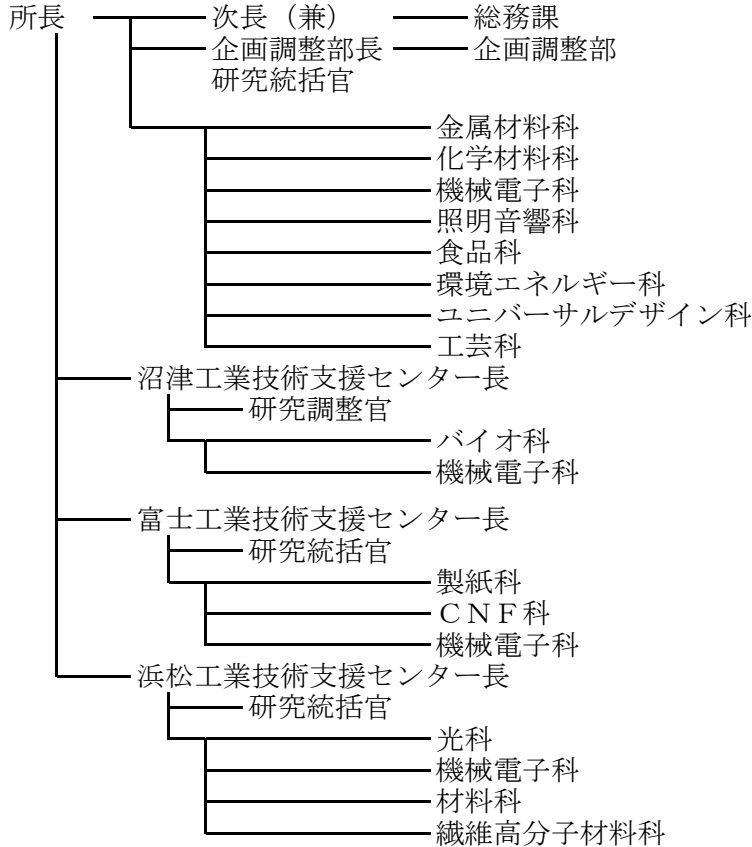 所長 次長（兼） 総務課
企画調整部長 企画調整部
研究統括官
金属材料科
化学材料科
機械電子科
照明音響科
食品科
環境エネルギー科
ユニバーサルデザイン科
工芸科
沼津工業技術支援センター長
研究調整官
バイオ科
機械電子科
富士工業技術支援センター長
研究統括官
製紙科
ＣＮＦ科
機械電子科
浜松工業技術支援センター長
研究統括官
光科
機械電子科
材料科
繊維高分子材料科